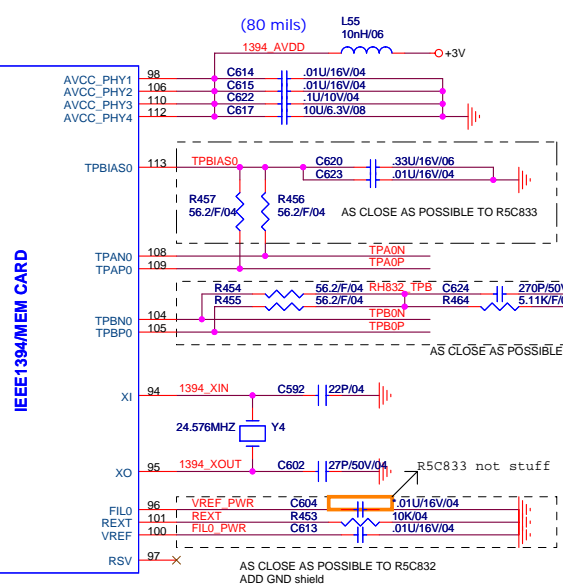 (80 mils)
L55
10nH/06
1394_AVDD
+3V
AVCC_PHY1 98 C614 .01U/16V/04
AVCC_PHY2 106 C615 .01U/16V/04
AVCC_PHY3 110 C622 .1U/10V/04
AVCC_PHY4 112 C617 10U/6.3V/08
TPBIAS0 113 TPBIAS0 C620 .33U/16V/06
C623 .01U/16V/04
R457 R456
56.2/F/04 56.2/F/04
AS CLOSE AS POSSIBLE TO R5C833
TPAN0 108 TPA0N
TPAP0 109 TPA0P
IEEE1394/MEM CARD
R454 56.2/F/04 RH832_TPB C624 270P/50V
R455 56.2/F/04 R464 5.11K/F/
TPBN0 104 TPB0N
TPBP0 105 TPB0P
AS CLOSE AS POSSIBLE
XI 94 1394_XIN C592 22P/04
24.576MHZ Y4
XO 95 1394_XOUT C602 27P/50V/04
R5C833 not stuff
FIL0 96 VREF_PWR C604 .01U/16V/04
REXT 101 REXT R453 10K/04
VREF 100 FIL0_PWR C613 .01U/16V/04
RSV 97
AS CLOSE AS POSSIBLE TO R5C832
ADD GND shield